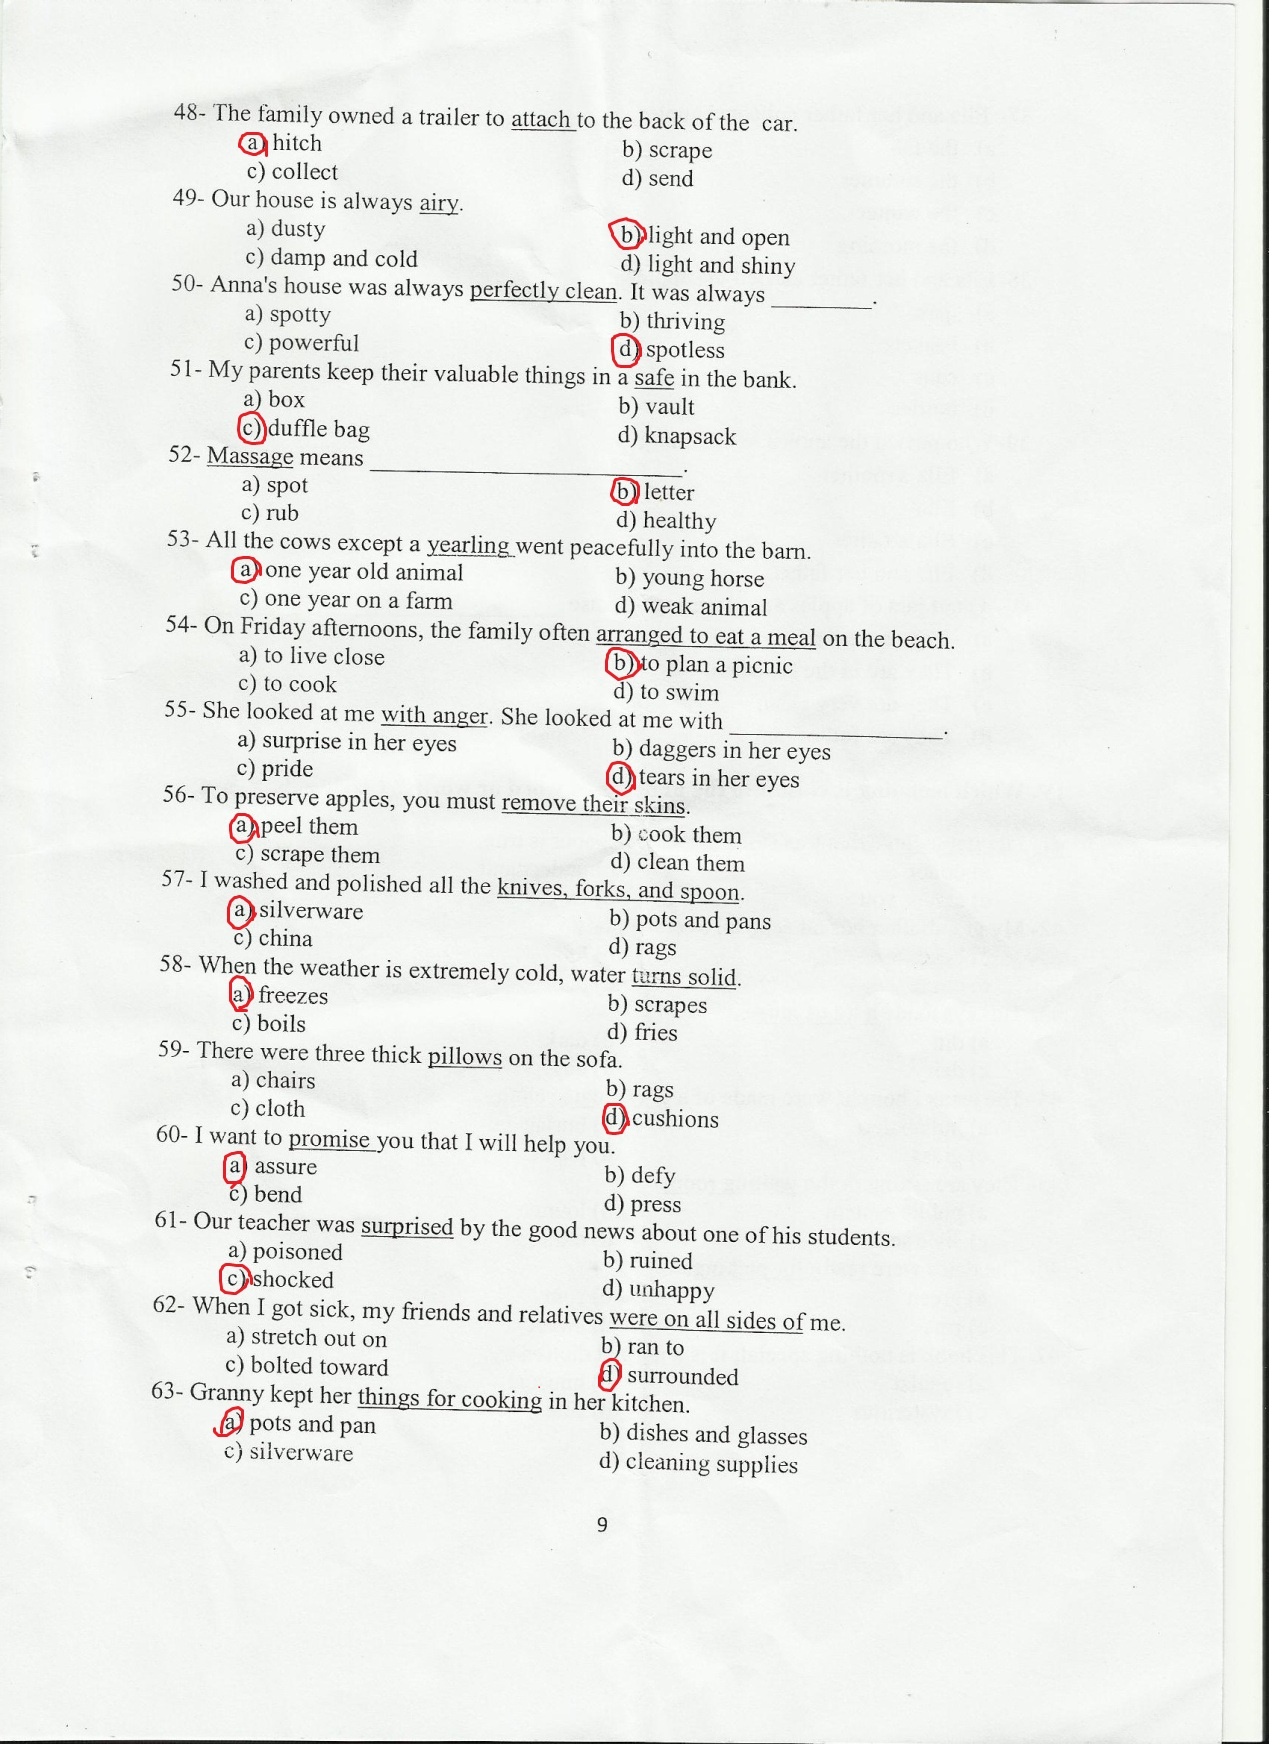 48- The family owned a trailer to attach to the back of the car.
a) hitch b) scrape
c) collect d) send
49- Our house is always airy.
a) dusty b) light and open
c) damp and cold d) light and shiny
50- Anna's house was always perfectly clean. It was always ________.
a) spotty b) thriving
c) powerful d) spotless
51- My parents keep their valuable things in a safe in the bank.
a) box b) vault
c) duffle bag d) knapsack
52- Massage means _________________________.
a) spot b) letter
c) rub d) healthy
53- All the cows except a yearling went peacefully into the barn.
a) one year old animal b) young horse
c) one year on a farm d) weak animal
54- On Friday afternoons, the family often arranged to eat a meal on the beach.
a) to live close b) to plan a picnic
c) to cook d) to swim
55- She looked at me with anger. She looked at me with _________________.
a) surprise in her eyes b) daggers in her eyes
c) pride d) tears in her eyes
56- To preserve apples, you must remove their skins.
a) peel them b) cook them
c) scrape them d) clean them
57- I washed and polished all the knives, forks, and spoon.
a) silverware b) pots and pans
c) china d) rags
58- When the weather is extremely cold, water turns solid.
a) freezes b) scrapes
c) boils d) fries
59- There were three thick pillows on the sofa.
a) chairs b) rags
c) cloth d) cushions
60- I want to promise you that I will help you.
a) assure b) defy
c) bend d) press
61- Our teacher was surprised by the good news about one of his students.
a) poisoned b) ruined
c) shocked d) unhappy
62- When I got sick, my friends and relatives were on all sides of me.
a) stretch out on b) ran to
c) bolted toward d) surrounded
63- Granny kept her things for cooking in her kitchen.
a) pots and pan b) dishes and glasses
c) silverware d) cleaning supplies
9